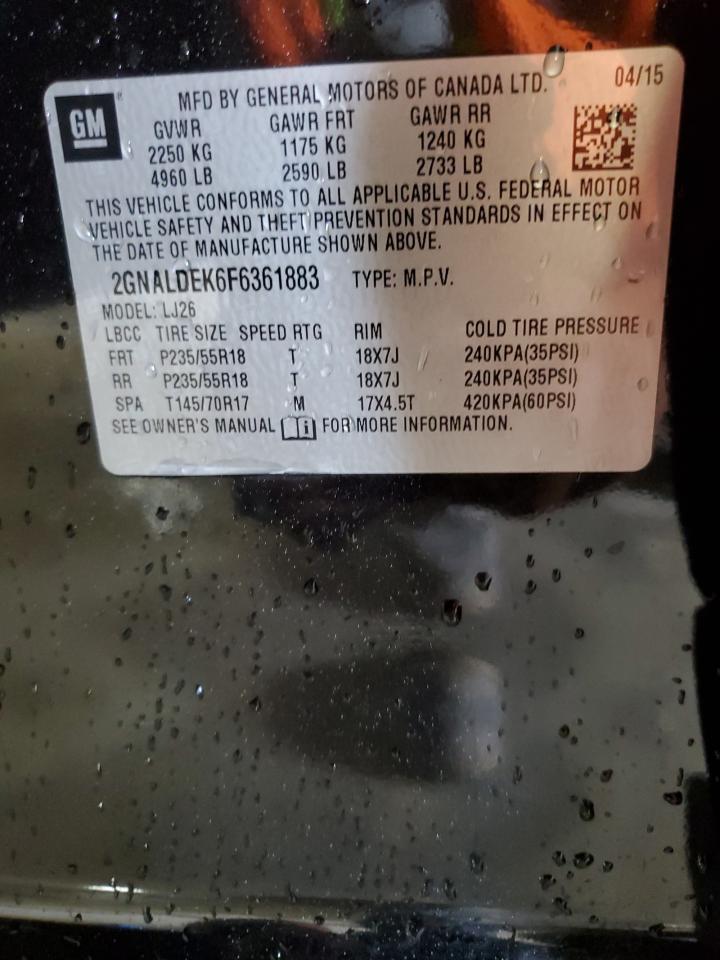 MFD BY GENERAL MOTORS OF CANADA LTD. 04/15
GM
GVWR GAWR FRT GAWR RR
2250 KG 1175 KG 1240 KG
4960 LB 2590 LB 2733 LB
THIS VEHICLE CONFORMS TO ALL APPLICABLE U.S. FEDERAL MOTOR
VEHICLE SAFETY AND THEFT PREVENTION STANDARDS IN EFFECT ON
THE DATE OF MANUFACTURE SHOWN ABOVE.
2GNALDEK6F6361883 TYPE: M.P.V.
MODEL: LJ26
LBCC TIRE SIZE SPEED RTG RIM COLD TIRE PRESSURE
FRT P235/55R18 T 18X7J 240KPA(35PSI)
RR P235/55R18 T 18X7J 240KPA(35PSI)
SPA T145/70R17 M 17X4.5T 420KPA(60PSI)
SEE OWNER'S MANUAL i FOR MORE INFORMATION.